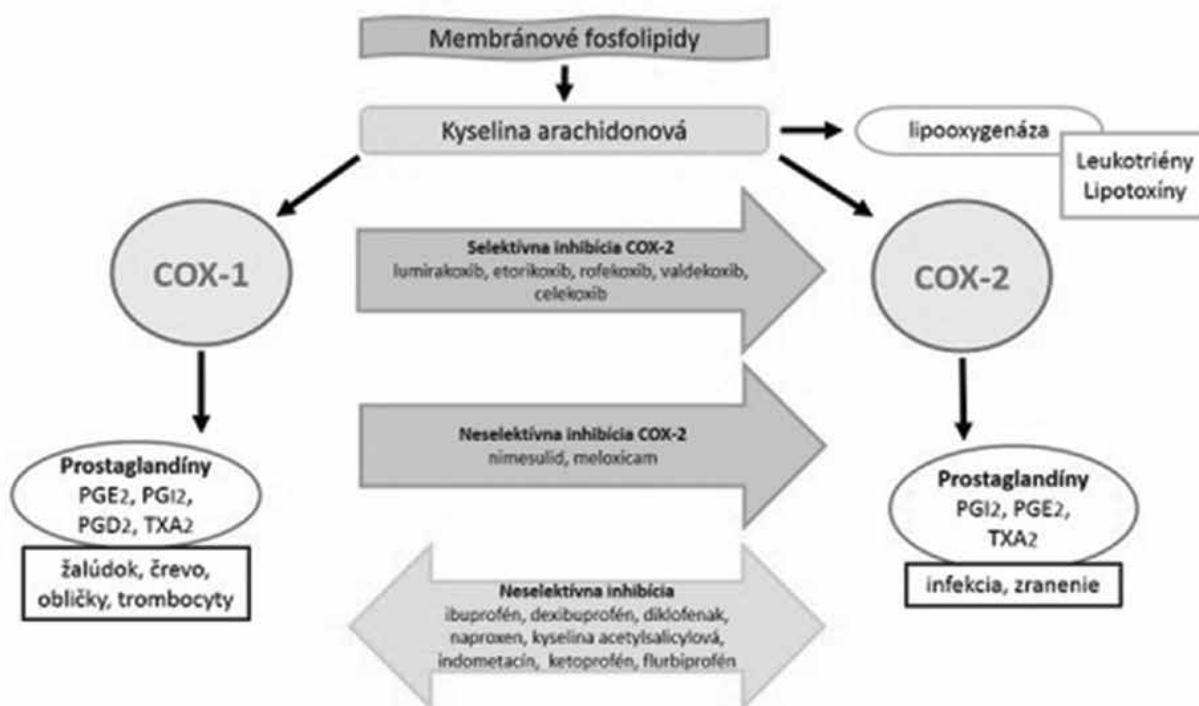 Membránové fosfolipidy
Kyselina arachidonová
lipooxygenáza
Leukotriény
Lipotoxíny
COX-1
Selektívna inhibícia COX-2
lumirakoxib, etorikoxib, rofekoxib, valdekoxib,
celekoxib
COX-2
Neselektívna inhibícia COX-2
nimesulid, meloxicam
Prostaglandíny
PGE2, PGI2,
PGD2, TXA2
žalúdok, črevo,
obličky, trombocyty
Prostaglandíny
PGI2, PGE2,
TXA2
infekcia, zranenie
Neselektívna inhibícia
ibuprofén, dexibuprofén, diklofenak,
naproxen, kyselina acetylsalicylová,
indometacín, ketoprofén, flurbiprofén